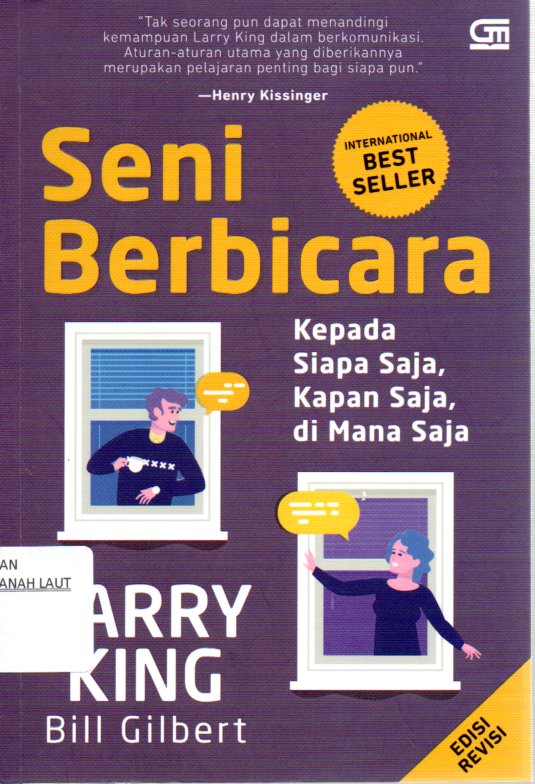 "Tak seorang pun dapat menandingi
kemampuan Larry King dalam berkomunikasi.
Aturan-aturan utama yang diberikannya
merupakan pelajaran penting bagi siapa pun."
—Henry Kissinger
GM
INTERNATIONAL
BEST
SELLER
Seni
Berbicara
Kepada
Siapa Saja,
Kapan Saja,
di Mana Saja
AN
ANAH LAUT
ARRY
KING
Bill Gilbert
EDISI
REVISI